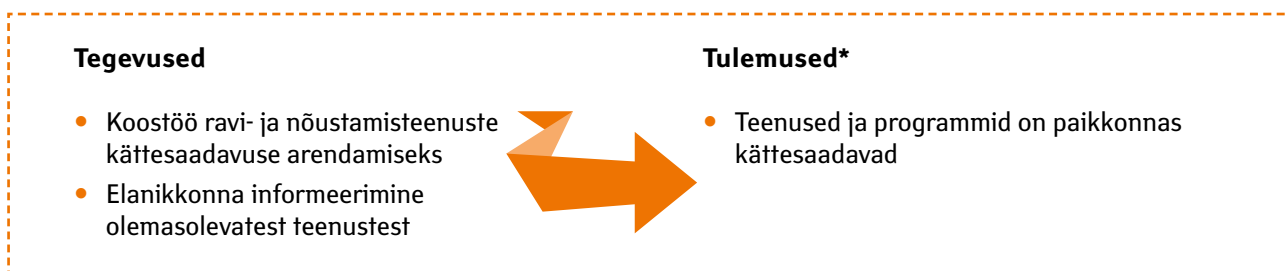 Tegevused
• Koostöö ravi- ja nõustamisteenuste
kättesaadavuse arendamiseks
• Elanikkonna informeerimine
olemasolevatest teenustest
Tulemused*
• Teenused ja programmid on paikkonnas
kättesaadavad